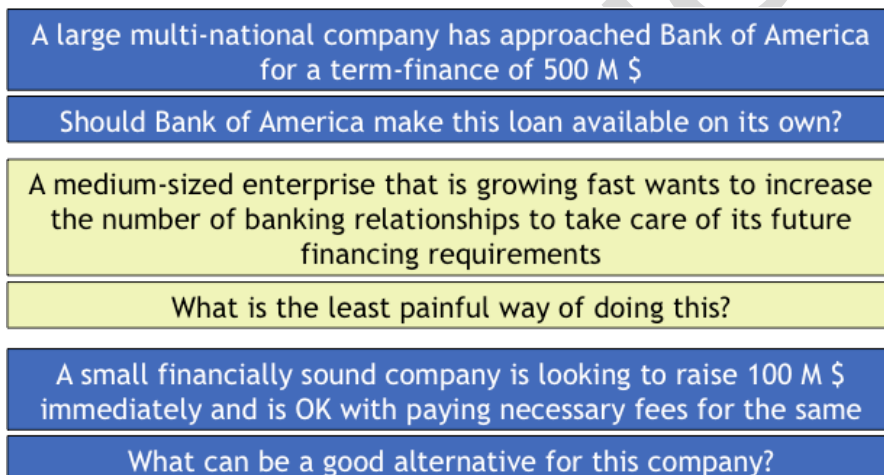 A large multi-national company has approached Bank of America
for a term-finance of 500 M $
Should Bank of America make this loan available on its own?
A medium-sized enterprise that is growing fast wants to increase
the number of banking relationships to take care of its future
financing requirements
What is the least painful way of doing this?
A small financially sound company is looking to raise 100 M $
immediately and is OK with paying necessary fees for the same
What can be a good alternative for this company?